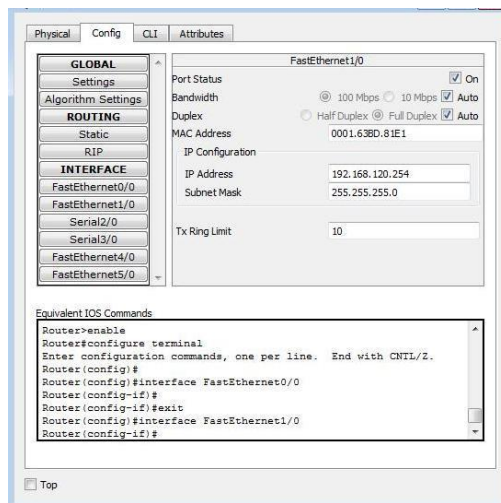 Physical Config CLI Attributes
GLOBAL
Settings
Algorithm Settings
ROUTING
Static
RIP
INTERFACE
FastEthernet0/0
FastEthernet1/0
Serial2/0
Serial3/0
FastEthernet4/0
FastEthernet5/0
FastEthernet1/0
Port Status On
Bandwidth 100 Mbps 10 Mbps Auto
Duplex Half Duplex Full Duplex Auto
MAC Address 0001.63BD.81E1
IP Configuration
IP Address 192.168.120.254
Subnet Mask 255.255.255.0
Tx Ring Limit 10
Equivalent IOS Commands
Router>enable
Router#configure terminal
Enter configuration commands, one per line. End with CNTL/Z.
Router(config)#
Router(config)#interface FastEthernet0/0
Router(config-if)#
Router(config-if)#exit
Router(config)#interface FastEthernet1/0
Router(config-if)#
Top